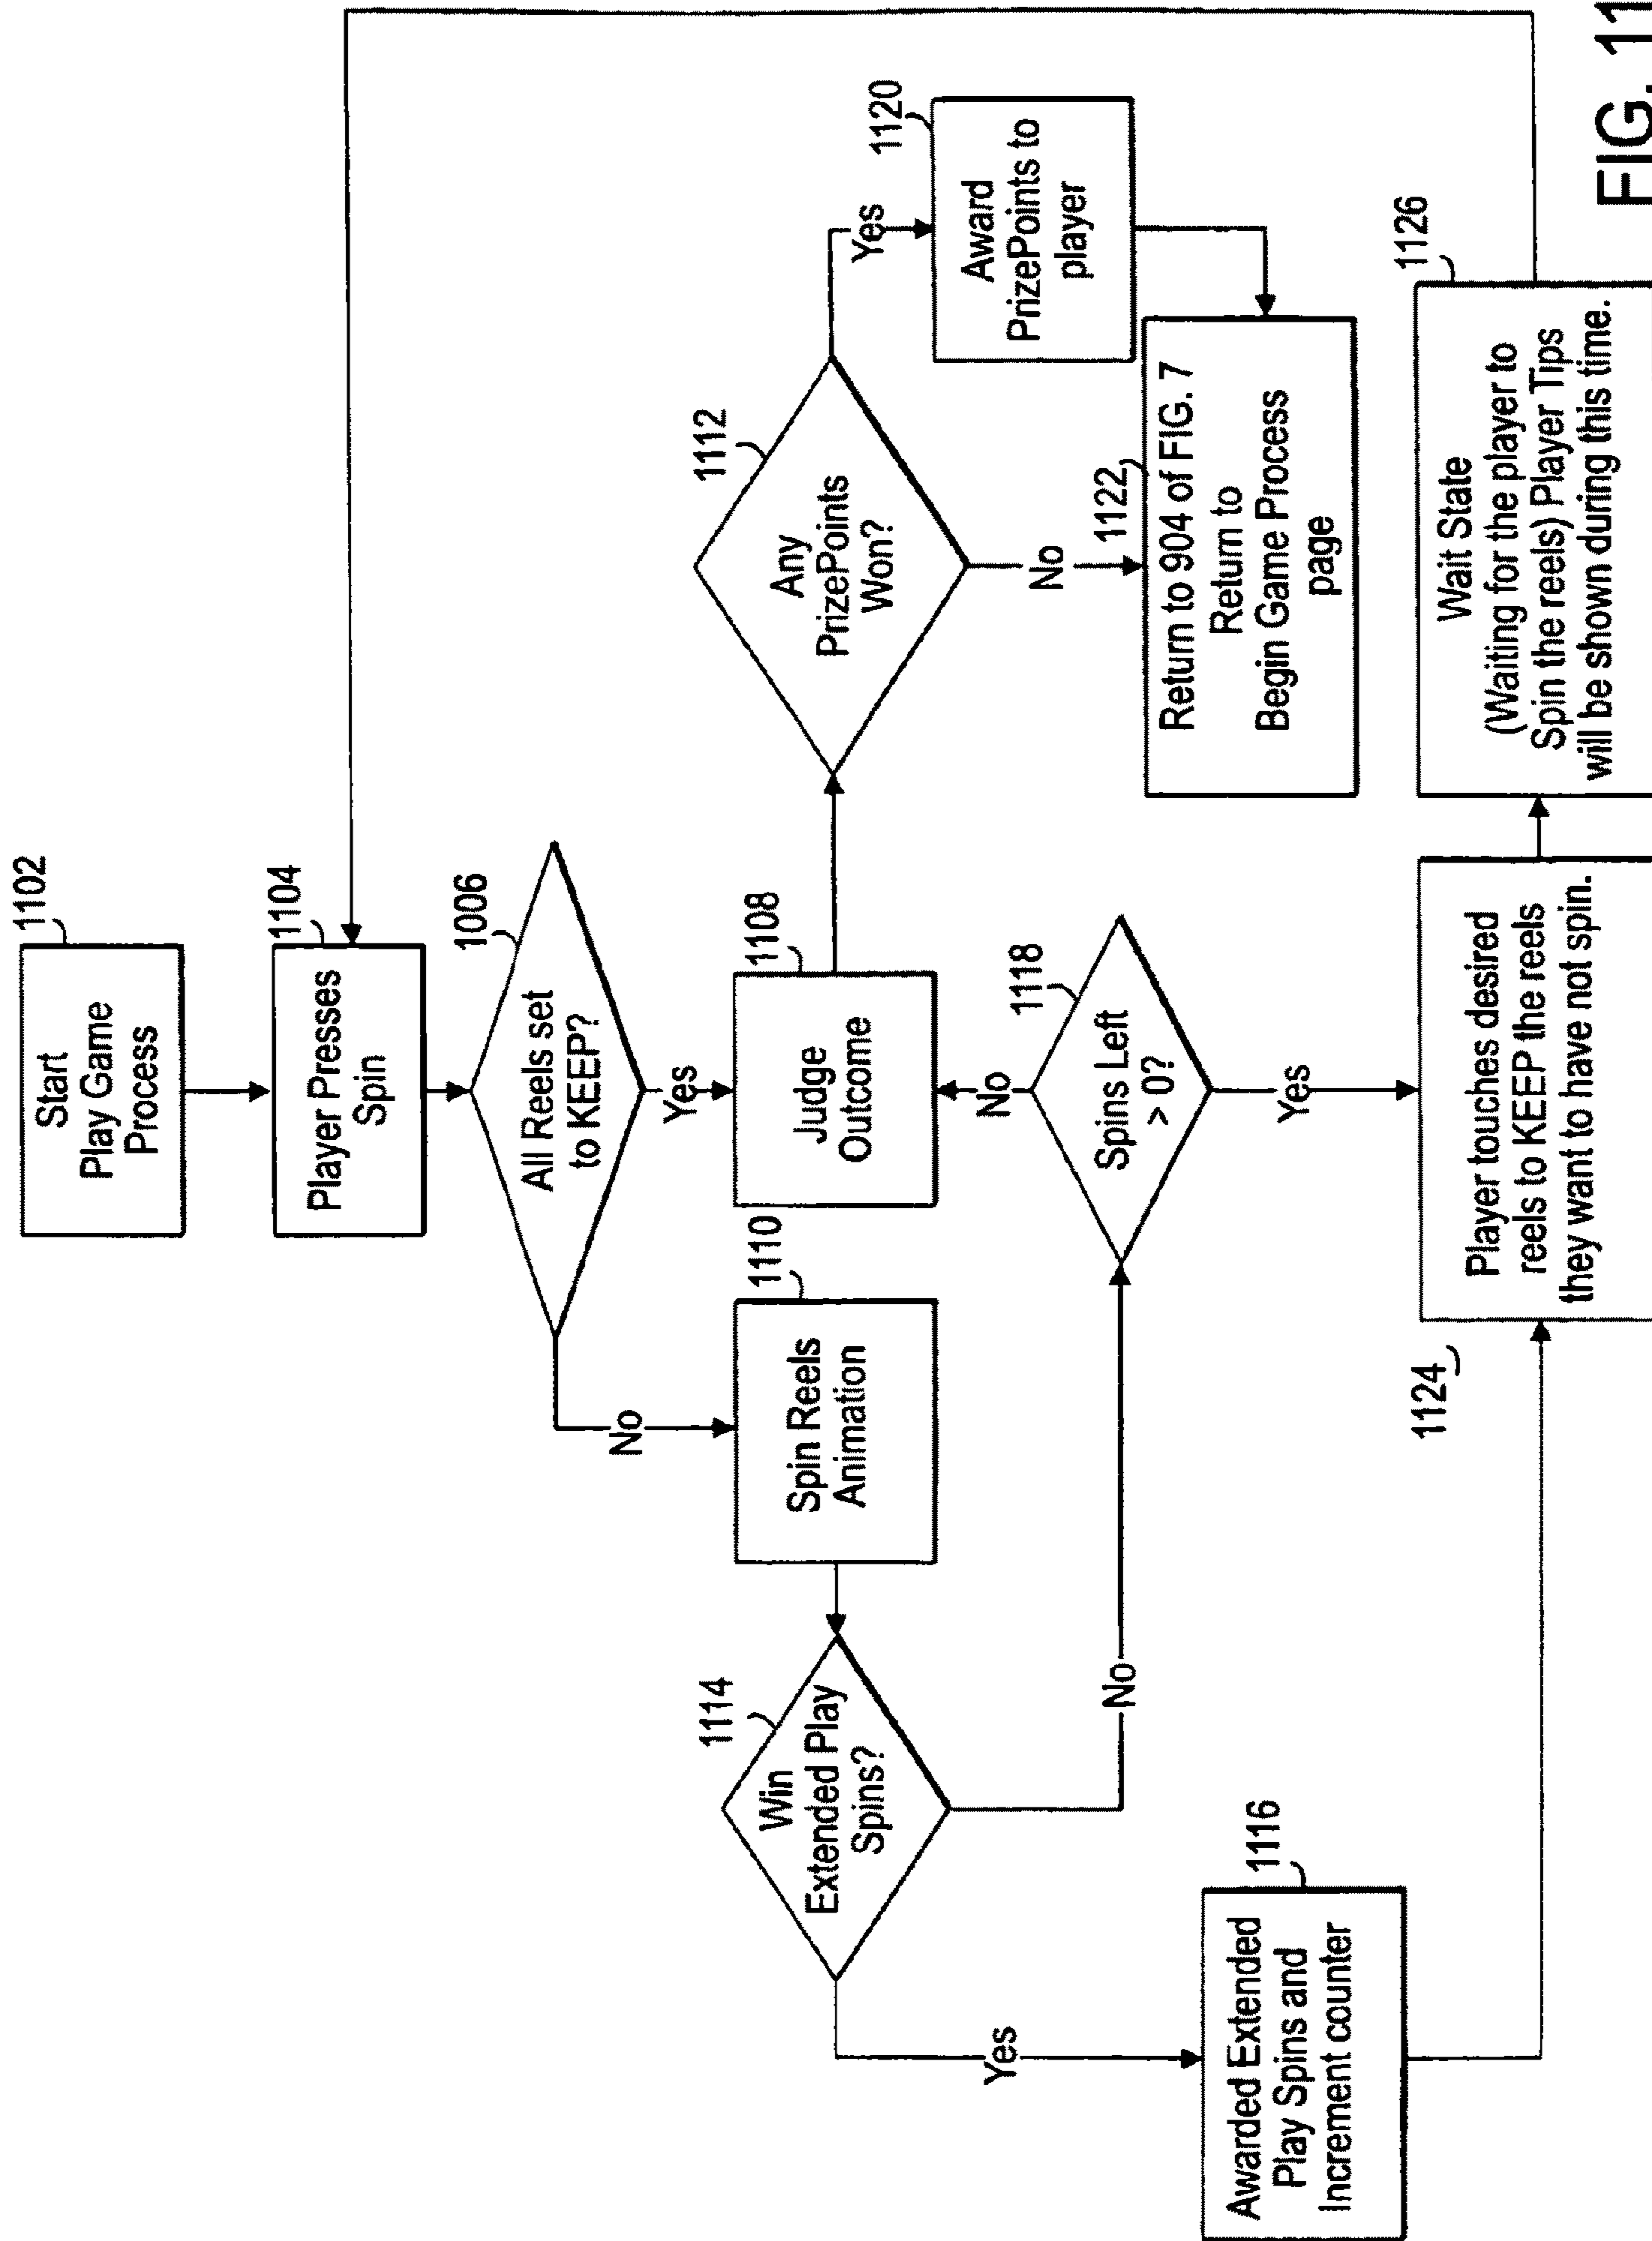 1102
Start
Play Game
Process
1104
Player Presses
Spin
1006
All Reels set
to KEEP?
No
Yes
1110
Spin Reels
Animation
1108
Judge
Outcome
1112
Any
PrizePoints
Won?
Yes
1120
Award
PrizePoints to
player
No
1122
Return to 904 of FIG. 7
Return to
Begin Game Process
page
1114
Win
Extended Play
Spins?
No
Yes
1118
Spins Left
> 0?
No
Yes
1116
Awarded Extended
Play Spins and
Increment counter
1124
Player touches desired
reels to KEEP the reels
they want to have not spin.
1126
Wait State
(Waiting for the player to
Spin the reels) Player Tips
will be shown during this time.
FIG. 11